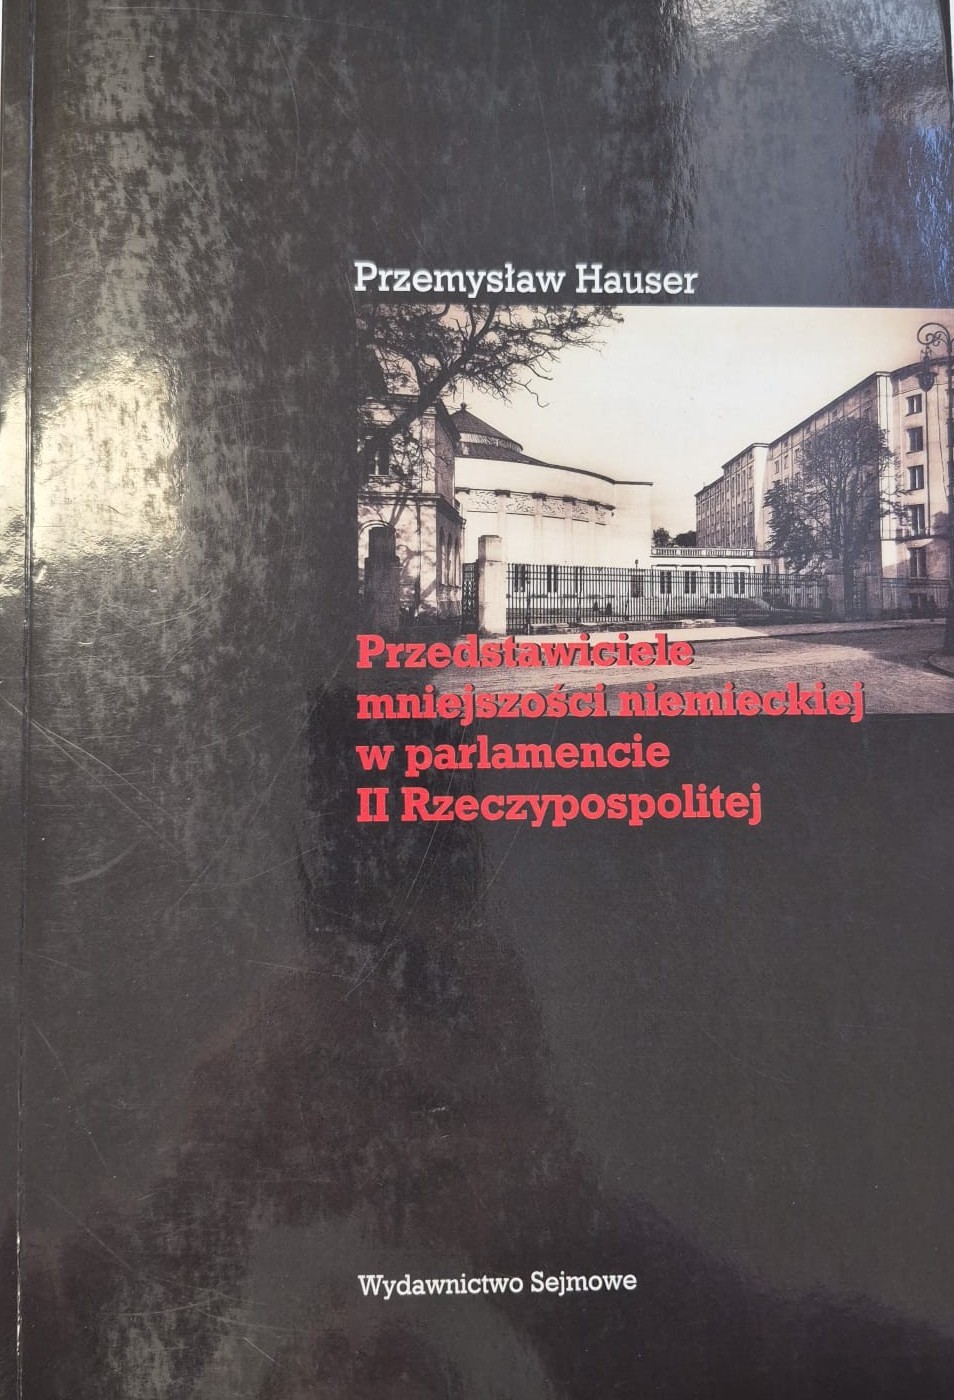 Przemysław Hauser
Przedstawiciele
mniejszości niemieckiej
w parlamencie
II Rzeczypospolitej
Wydawnictwo Sejmowe